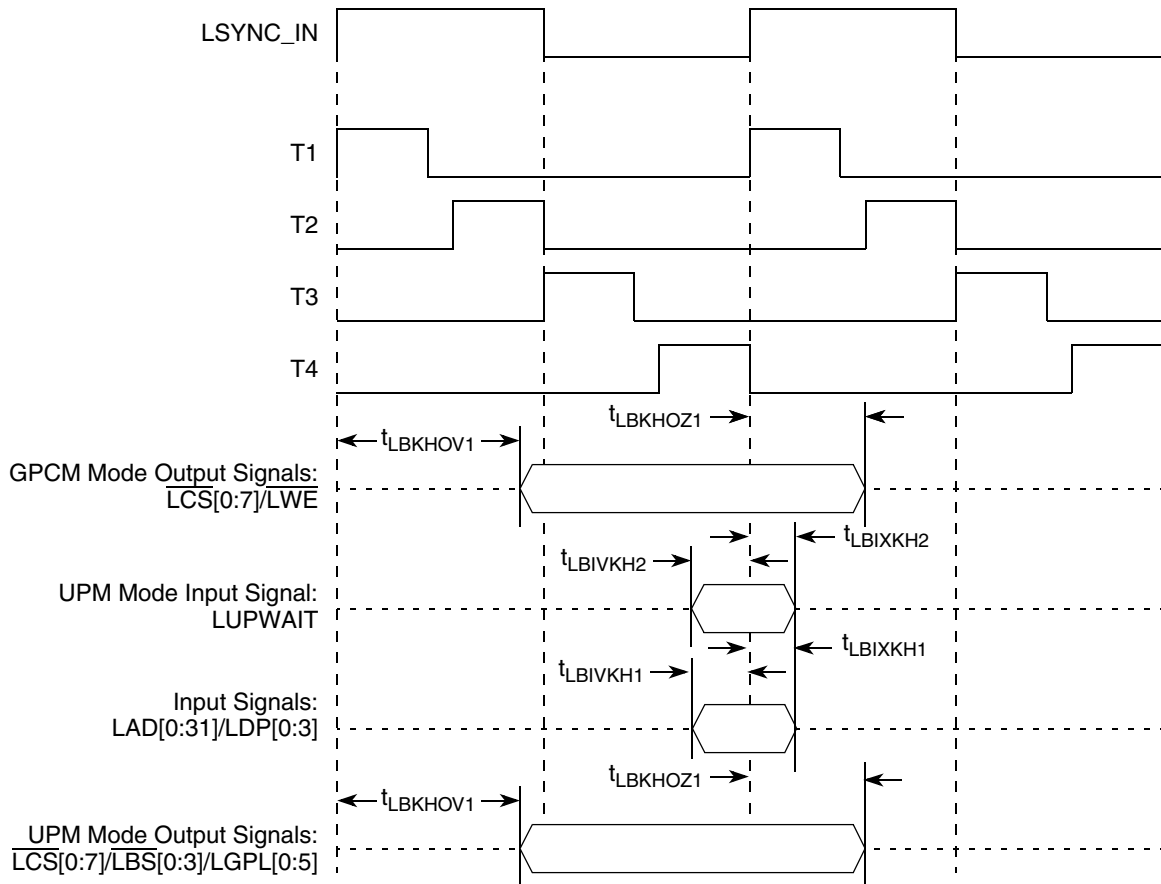 LSYNC_IN
T1
T2
T3
T4
tLBKHOZ1
tLBKHOV1
GPCM Mode Output Signals:
LCS[0:7]/LWE
tLBIXKH2
tLBIVKH2
UPM Mode Input Signal:
LUPWAIT
tLBIXKH1
tLBIVKH1
Input Signals:
LAD[0:31]/LDP[0:3]
tLBKHOZ1
tLBKHOV1
UPM Mode Output Signals:
LCS[0:7]/LBS[0:3]/LGPL[0:5]